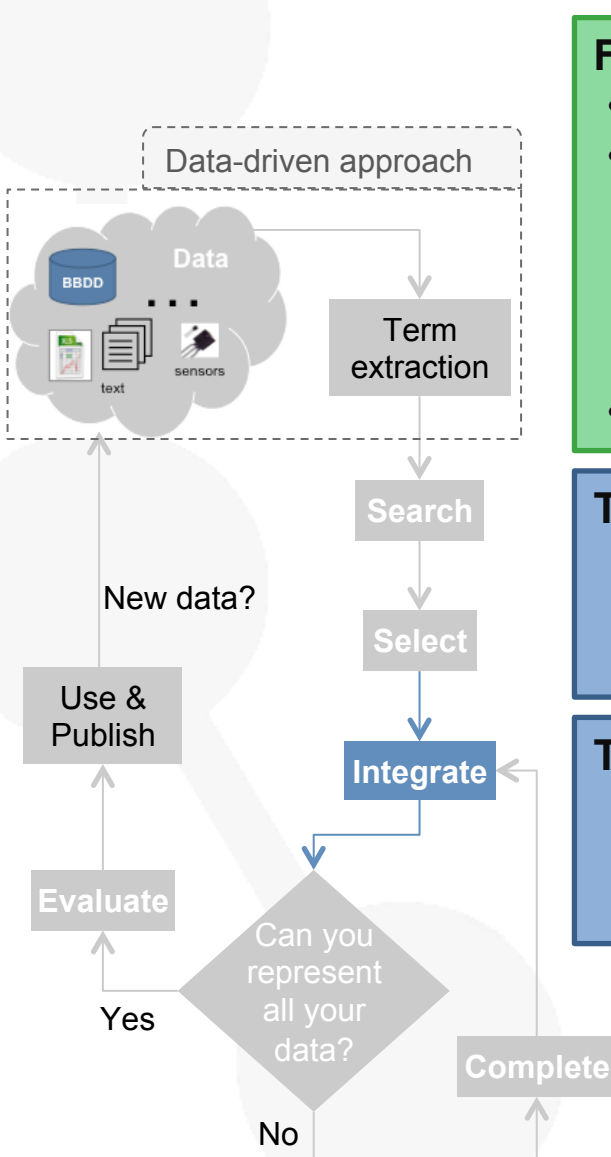 Data-driven approach
Data
BBDD
...
text
sensors
Term
extraction
Search
Select
New data?
Use &
Publish
Integrate
Evaluate
Can you
represent
all your
data?
Yes
Complete
No
F
•
•
•
T
T